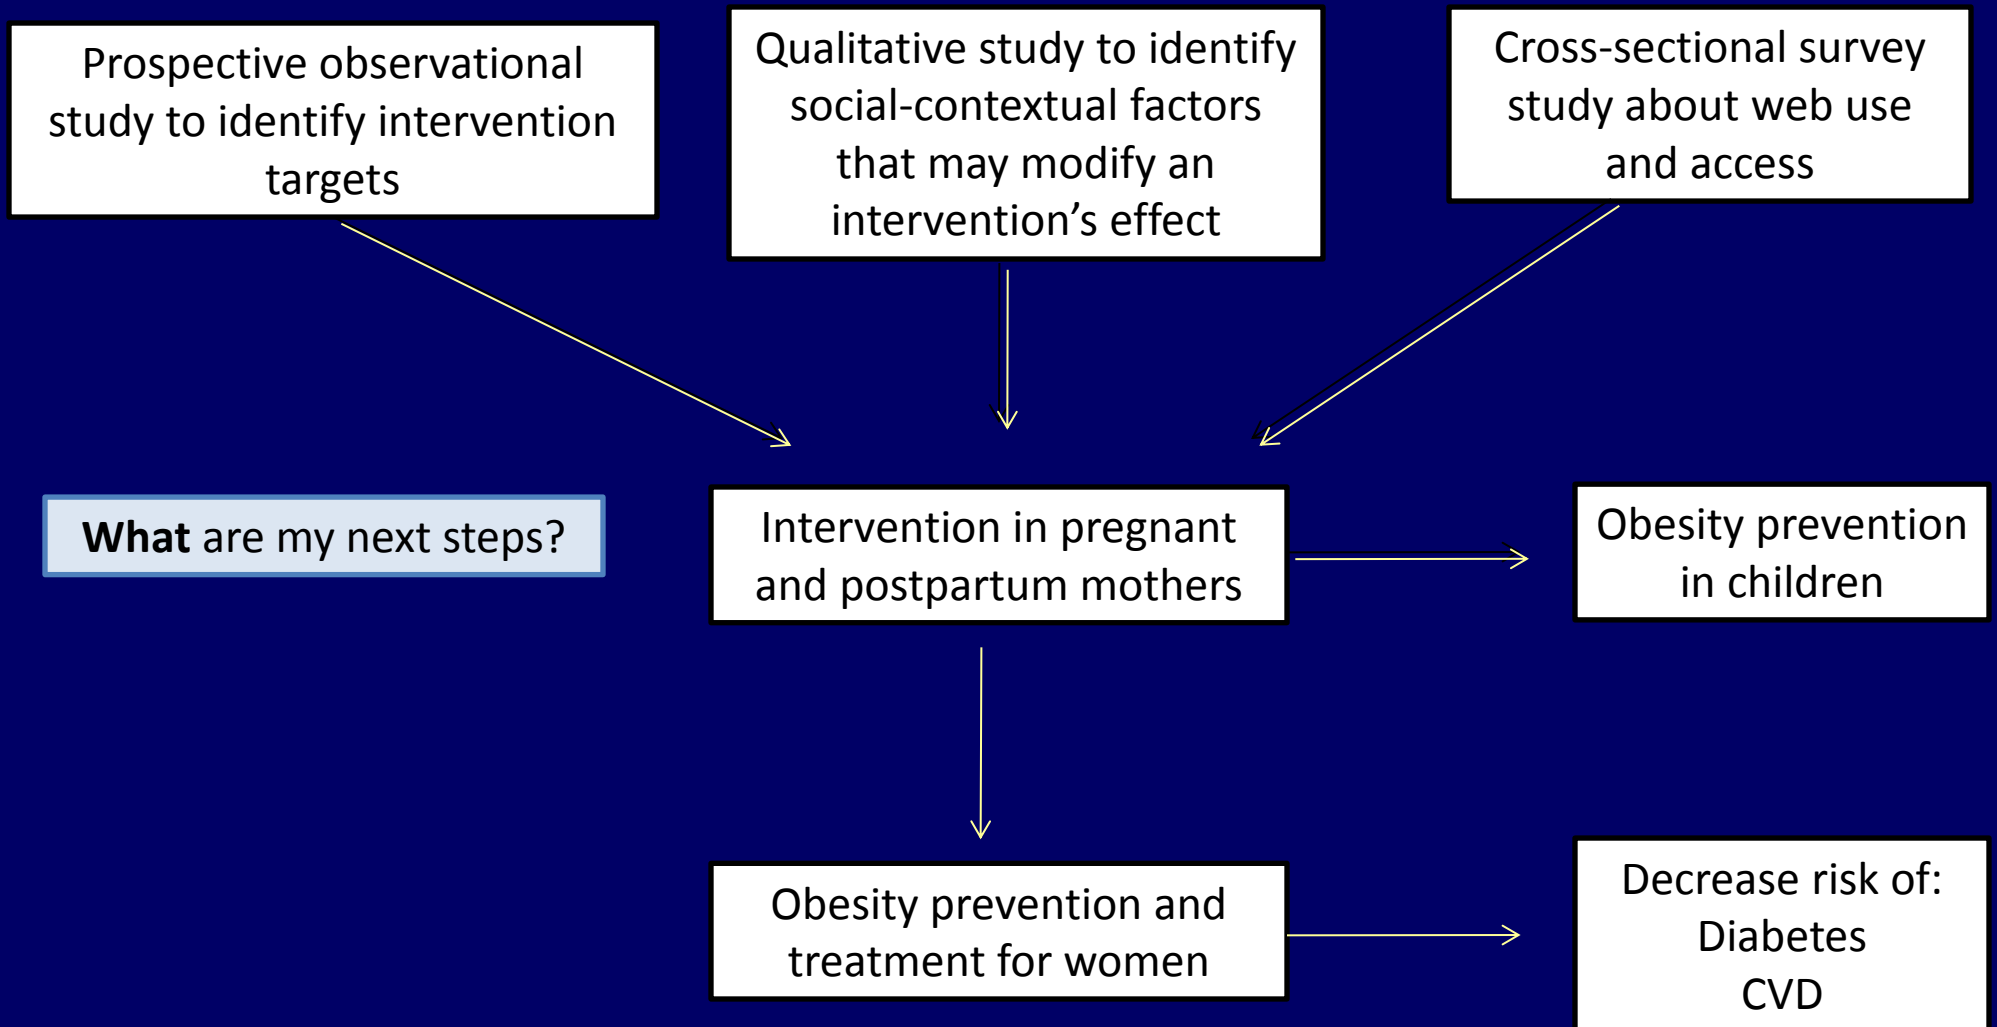 Prospective observational
study to identify intervention
targets
Qualitative study to identify
social-contextual factors
that may modify an
intervention’s effect
Cross-sectional survey
study about web use
and access
What are my next steps?
Intervention in pregnant
and postpartum mothers
Obesity prevention
in children
Obesity prevention and
treatment for women
Decrease risk of:
Diabetes
CVD